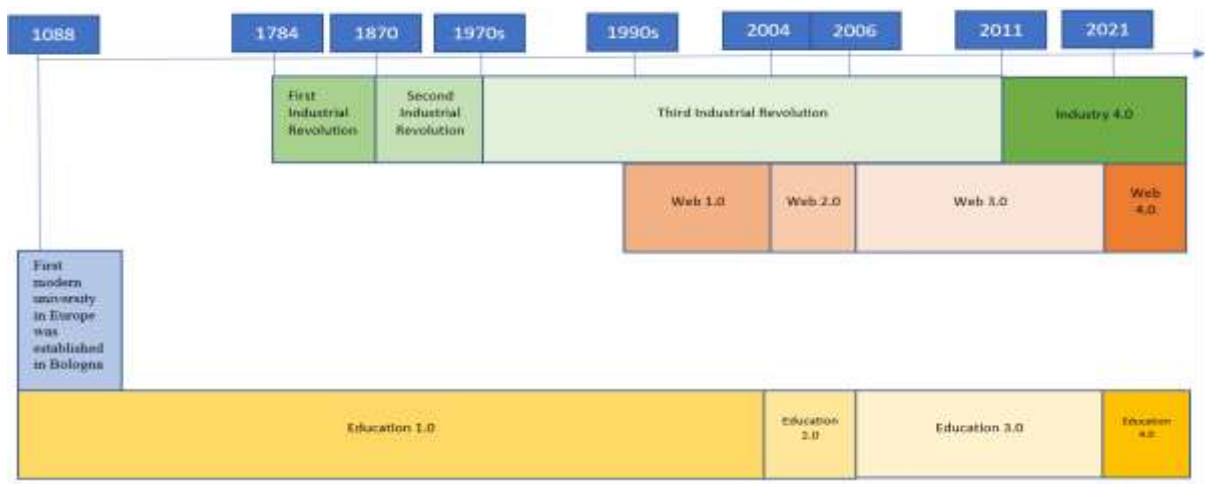 1088
1784
1870
1970s
1990s
2004
2006
2011
2021
First
Industrial
Revolution
Second
Industrial
Revolution
Third Industrial Revolution
Industry 4.0
Web 1.0
Web 2.0
Web 3.0
Web
4.0
First
modern
university
in Europe
was
established
in Bologna
Education 1.0
Education
2.0
Education 3.0
Education
4.0